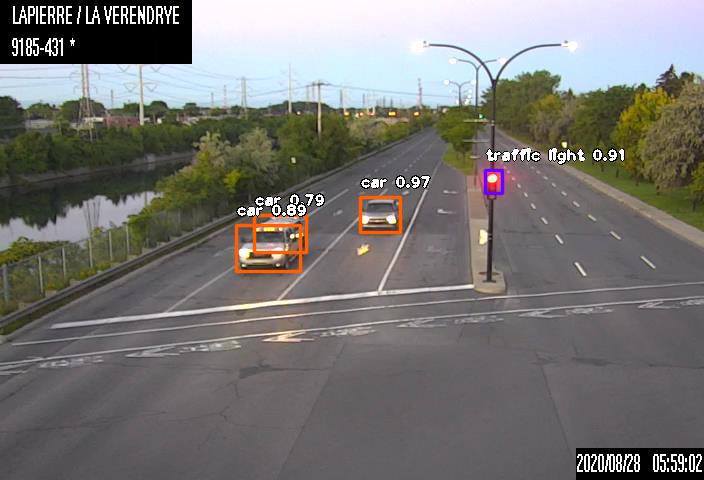 LAPIERRE / LA VERENDRYE
9185-431 *
traffic light 0.91
car 0.97
car 0.79
car 0.89
2020/08/28 05:59:02